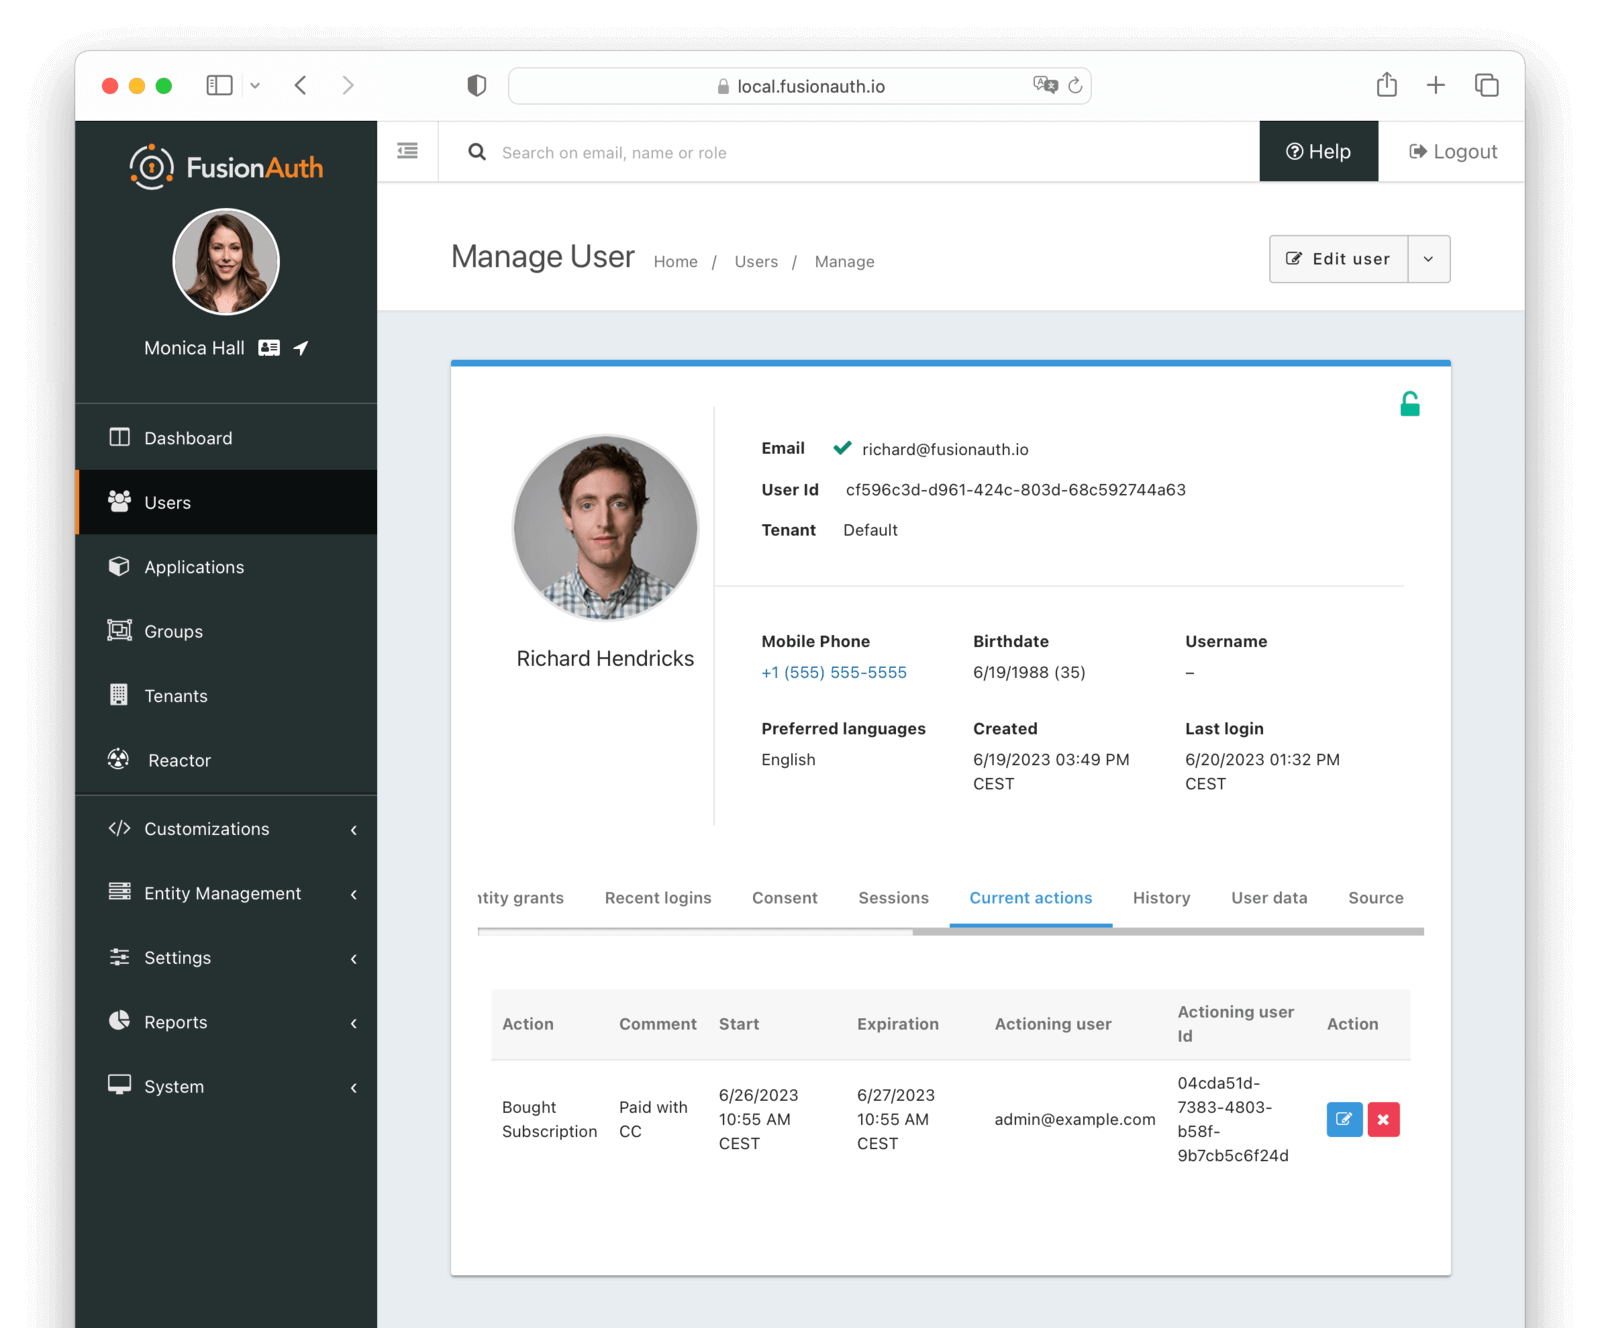 local.fusionauth.io
FusionAuth
Search on email, name or role
Help
Logout
Monica Hall
Manage User
Home / Users / Manage
Edit user
Dashboard
Users
Applications
Groups
Tenants
Reactor
Customizations
Entity Management
Settings
Reports
System
Richard Hendricks
Email richard@fusionauth.io
User Id cf596c3d-d961-424c-803d-68c592744a63
Tenant Default
Mobile Phone Birthdate Username
+1 (555) 555-5555 6/19/1988 (35) –
Preferred languages Created Last login
English 6/19/2023 03:49 PM 6/20/2023 01:32 PM
CEST CEST
ntity grants Recent logins Consent Sessions Current actions History User data Source
Action Comment Start Expiration Actioning user Actioning user
Id Action
Bought
Subscription
Paid with
CC
6/26/2023
10:55 AM
CEST
6/27/2023
10:55 AM
CEST
admin@example.com
04cda51d-
7383-4803-
b58f-
9b7cb5c6f24d